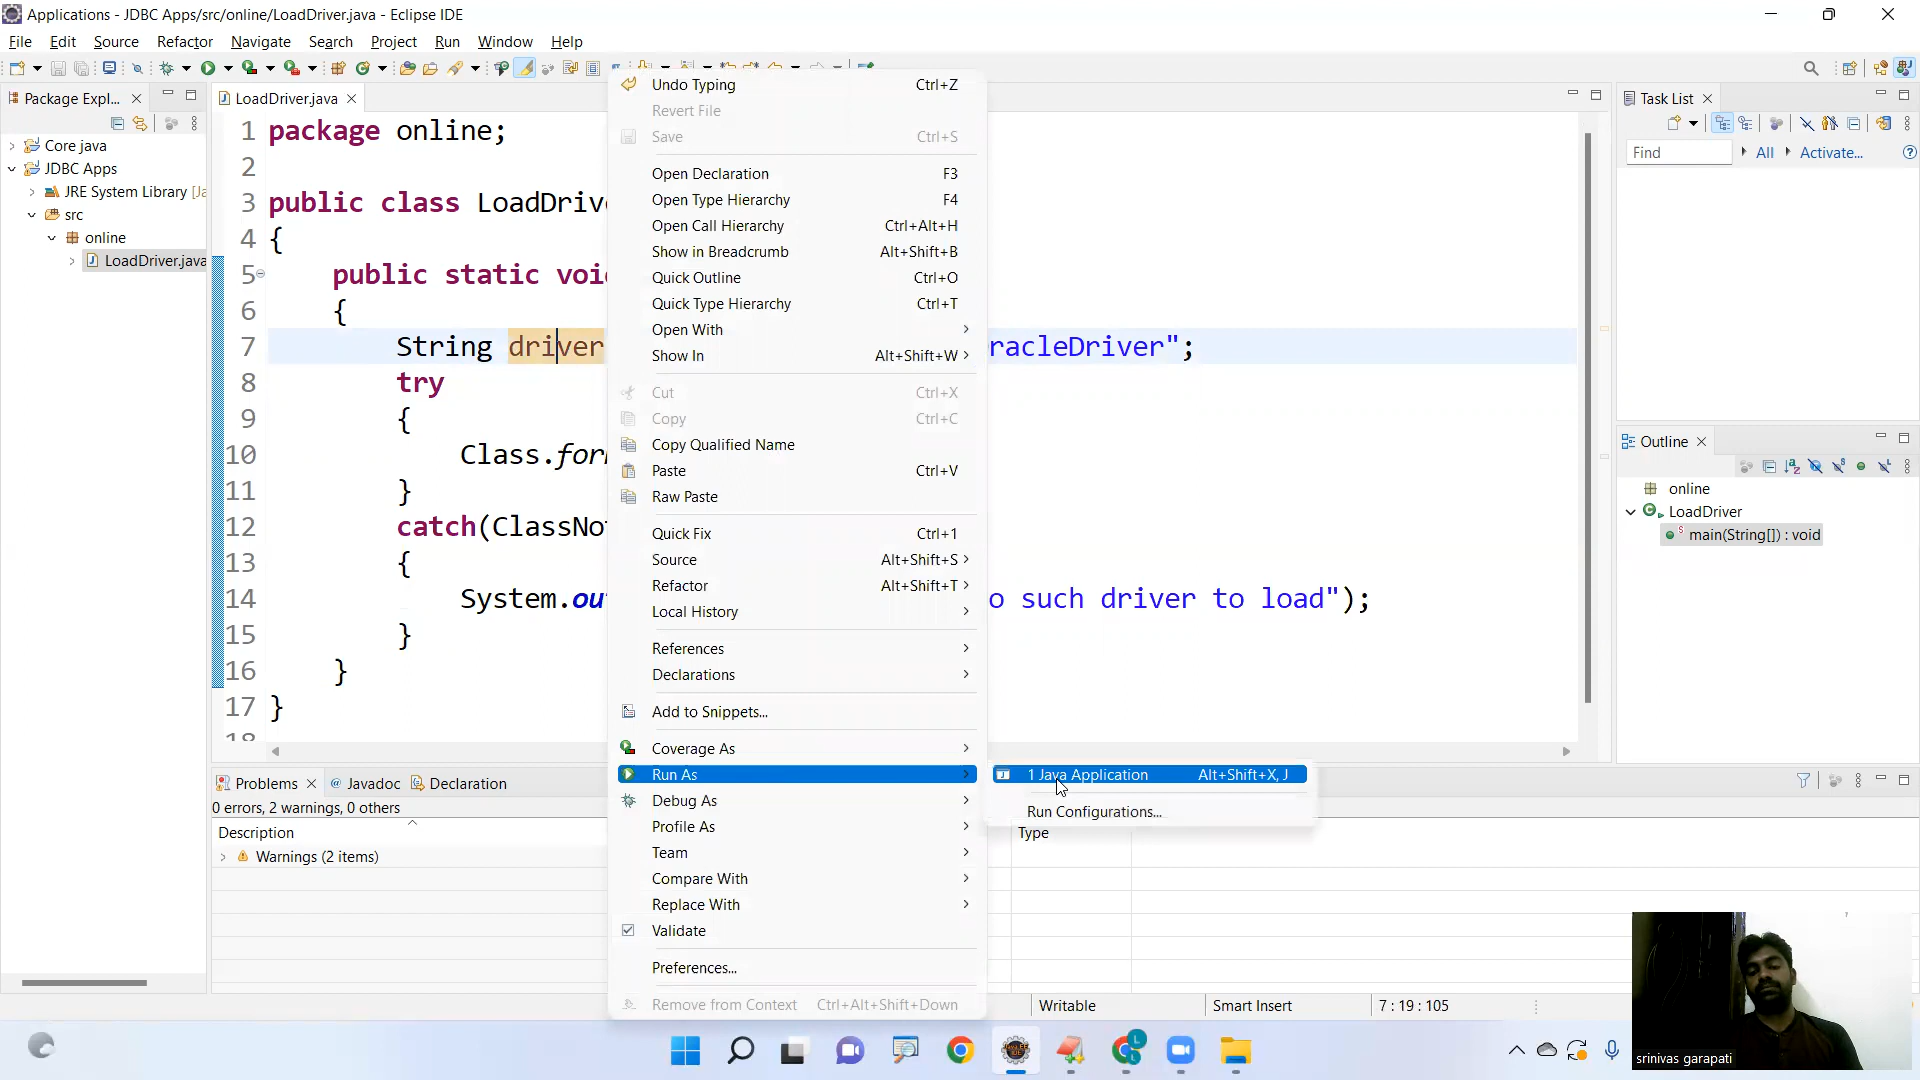 Applications - JDBC Apps/src/online/LoadDriver.java - Eclipse IDE
File Edit Source Refactor Navigate Search Project Run Window Help
Package Expl...
Core java
JDBC Apps
JRE System Library [Ja
src
online
LoadDriver.java
LoadDriver.java
1 package online;
2
3 public class LoadDrive
4 {
5 public static void
6 {
7 String driver racleDriver";
8 try
9 {
10 Class.for
11 }
12 catch(ClassNo
13 {
14 System.out o such driver to load");
15 }
16 }
17 }
18
Undo Typing Ctrl+Z
Revert File
Save Ctrl+S
Open Declaration F3
Open Type Hierarchy F4
Open Call Hierarchy Ctrl+Alt+H
Show in Breadcrumb Alt+Shift+B
Quick Outline Ctrl+O
Quick Type Hierarchy Ctrl+T
Open With
Show In Alt+Shift+W
Cut Ctrl+X
Copy Ctrl+C
Copy Qualified Name
Paste Ctrl+V
Raw Paste
Quick Fix Ctrl+1
Source Alt+Shift+S
Refactor Alt+Shift+T
Local History
References
Declarations
Add to Snippets...
Coverage As
Run As
Debug As
Profile As
Team
Compare With
Replace With
Validate
Preferences...
Remove from Context Ctrl+Alt+Shift+Down
1 Java Application Alt+Shift+X, J
Run Configurations...
Task List
Find All Activate...
Outline
online
LoadDriver
main(String[]) : void
Problems Javadoc Declaration
0 errors, 2 warnings, 0 others
Description Type
Warnings (2 items)
Writable Smart Insert 7 : 19 : 105
srinivas garapati